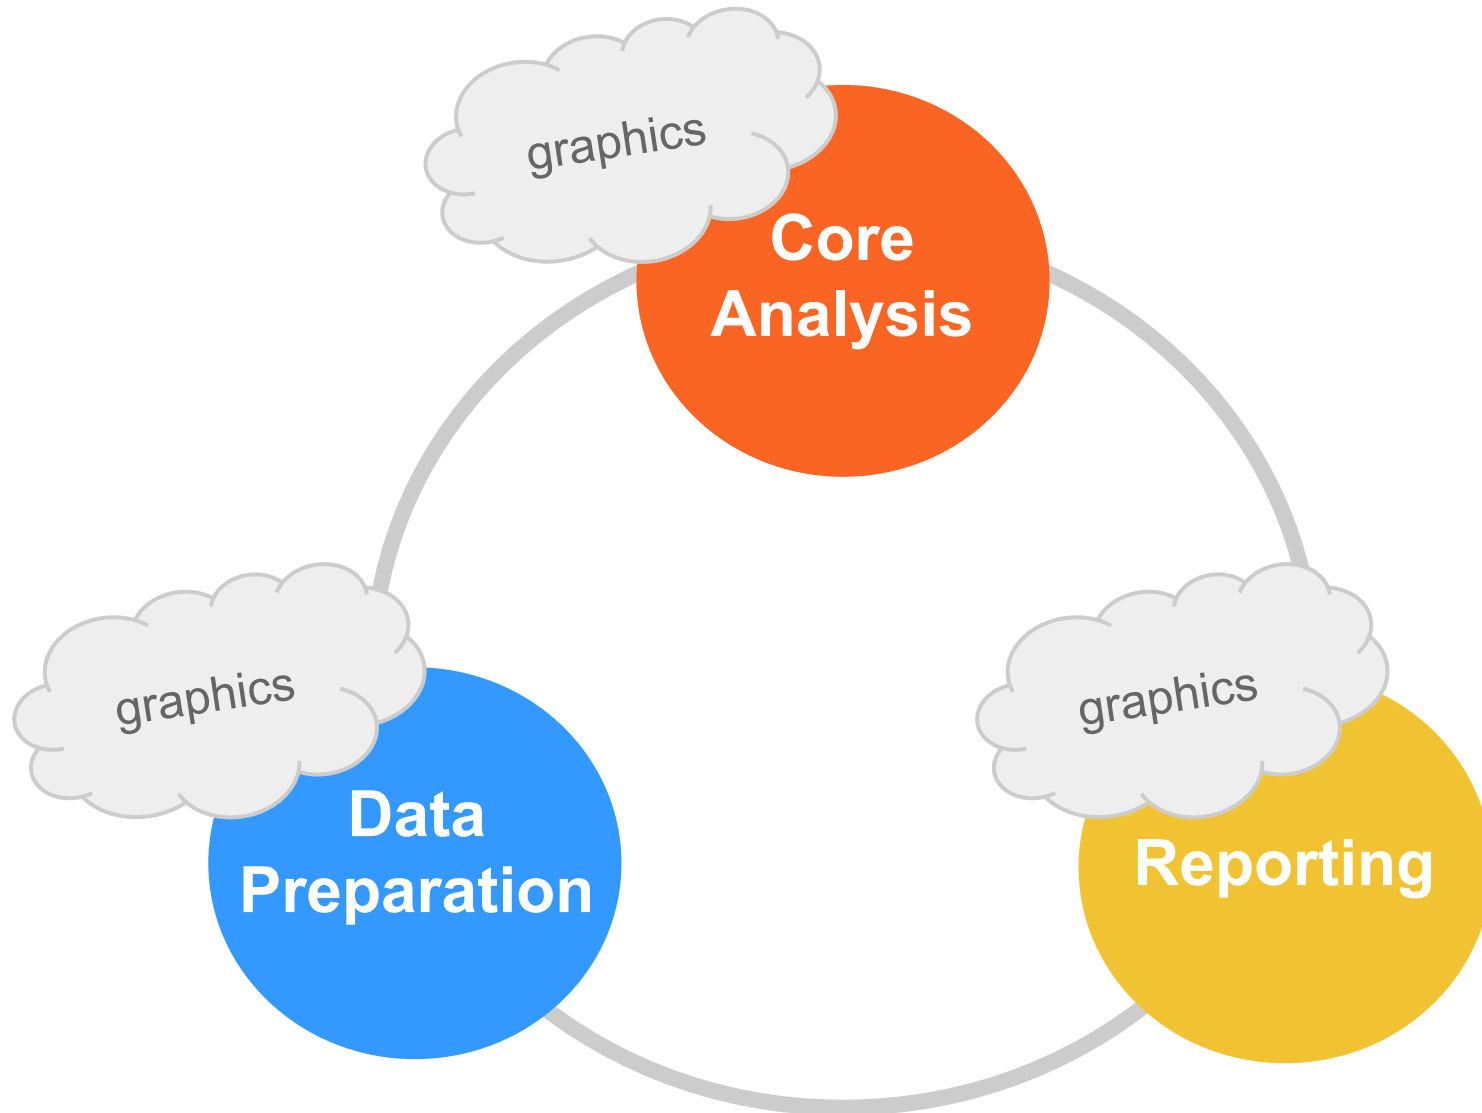 graphics
Core
Analysis
graphics
Data
Preparation
graphics
Reporting